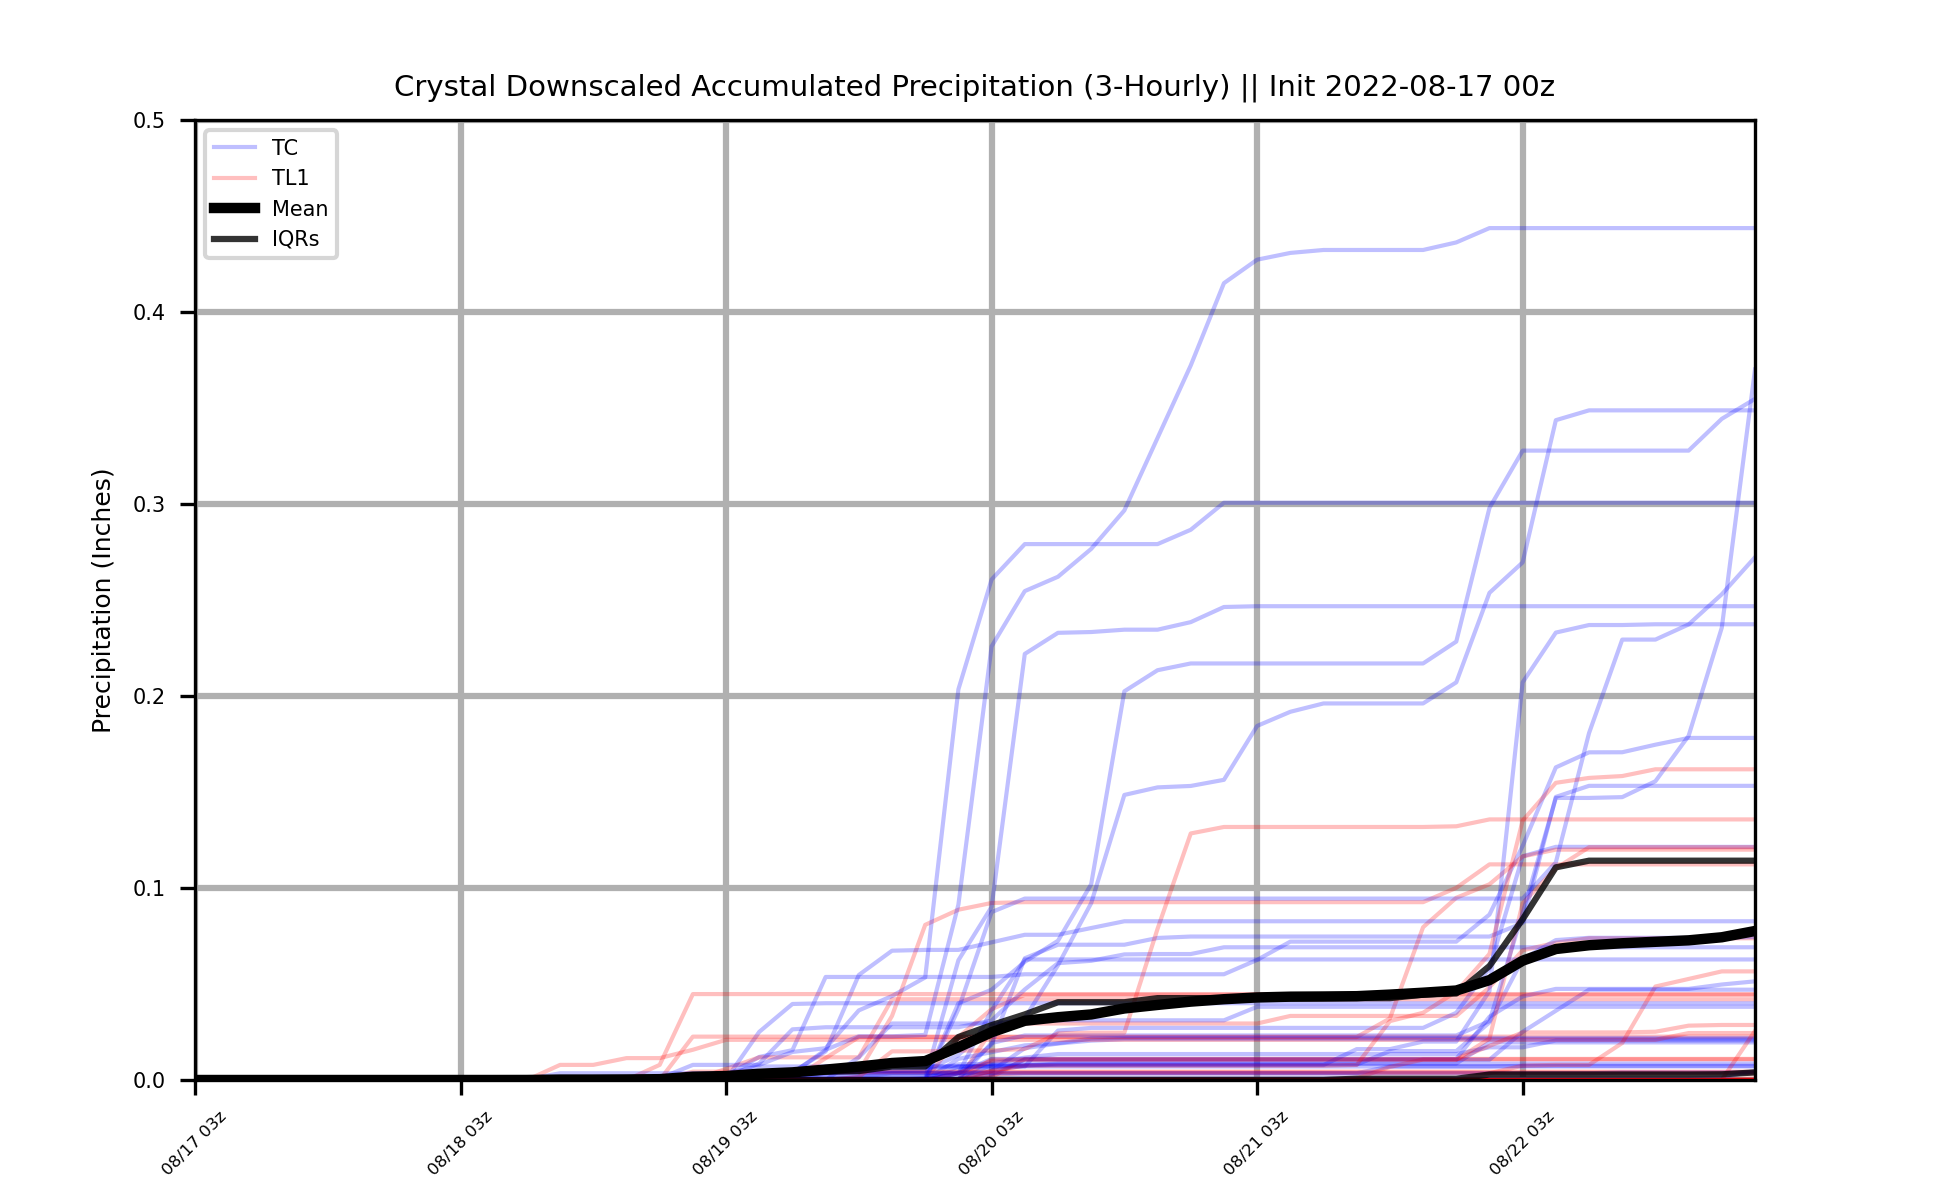 Crystal Downscaled Accumulated Precipitation (3-Hourly) || Init 2022-08-17 00z
TC
TL1
Mean
IQRs
Precipitation (Inches)
0.5
0.4
0.3
0.2
0.1
0.0
08/17 03z
08/18 03z
08/19 03z
08/20 03z
08/21 03z
08/22 03z